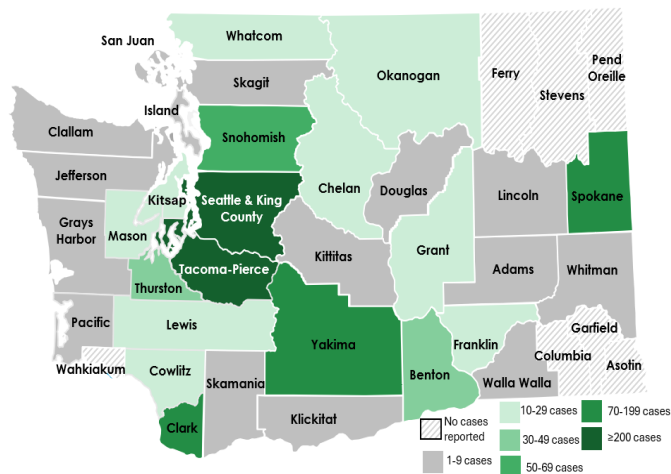 San Juan
Whatcom
Okanogan
Ferry
Stevens
Pend
Oreille
Skagit
Island
Clallam
Snohomish
Jefferson
Chelan
Douglas
Lincoln
Spokane
Kitsap
Seattle & King
County
Grays
Harbor
Mason
Kittitas
Grant
Tacoma-Pierce
Adams
Whitman
Thurston
Pacific
Lewis
Yakima
Franklin
Garfield
Columbia
Asotin
Wahkiakum
Cowlitz
Skamania
Benton
Walla Walla
Clark
Klickitat
No cases
reported
1-9 cases
10-29 cases
30-49 cases
50-69 cases
70-199 cases
≥200 cases